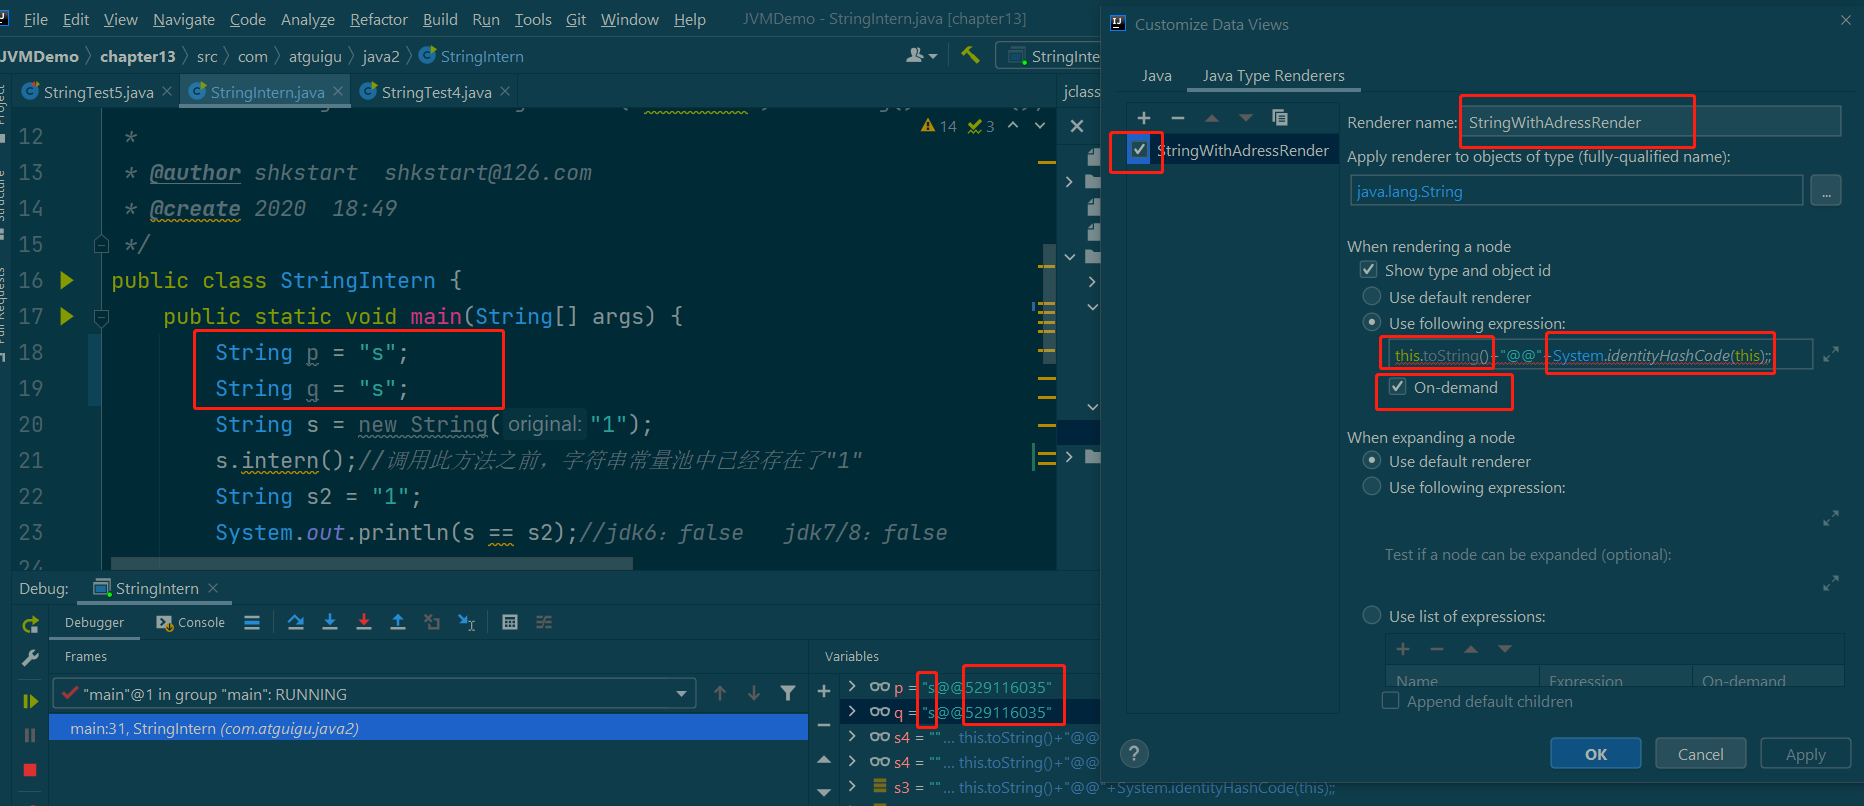 File Edit View Navigate Code Analyze Refactor Build Run Tools Git Window Help JVMDemo - StringIntern.java [chapter13]
JVMDemo chapter13 src com atguigu java2 StringIntern
StringTest5.java StringIntern.java StringTest4.java
14 3
12 *
13 * @author shkstart shkstart@126.com
14 * @create 2020 18:49
15 */
16 public class StringIntern {
17 public static void main(String[] args) {
18 String p = "s";
19 String q = "s";
20 String s = new String( original: "1");
21 s.intern();//调用此方法之前，字符串常量池中已经存在了"1"
22 String s2 = "1";
23 System.out.println(s == s2);//jdk6：false jdk7/8：false
24
Debug: StringIntern
Debugger Console
Frames
"main"@1 in group "main": RUNNING
main:31, StringIntern (com.atguigu.java2)
Variables
p = "s@@529116035"
q = "s@@529116035"
s4 = ""... this.toString()+"@@
s4 = ""... this.toString()+"@@
s3 = ""... this.toString()+"@@"+System.identityHashCode(this);;
Customize Data Views
Java Java Type Renderers
StringWithAdressRender
Renderer name: StringWithAdressRender
Apply renderer to objects of type (fully-qualified name):
java.lang.String ...
When rendering a node
Show type and object id
Use default renderer
Use following expression:
this.toString()+"@@"+System.identityHashCode(this);;
On-demand
When expanding a node
Use default renderer
Use following expression:
Test if a node can be expanded (optional):
Use list of expressions:
Name Expression On-demand
Append default children
? OK Cancel Apply